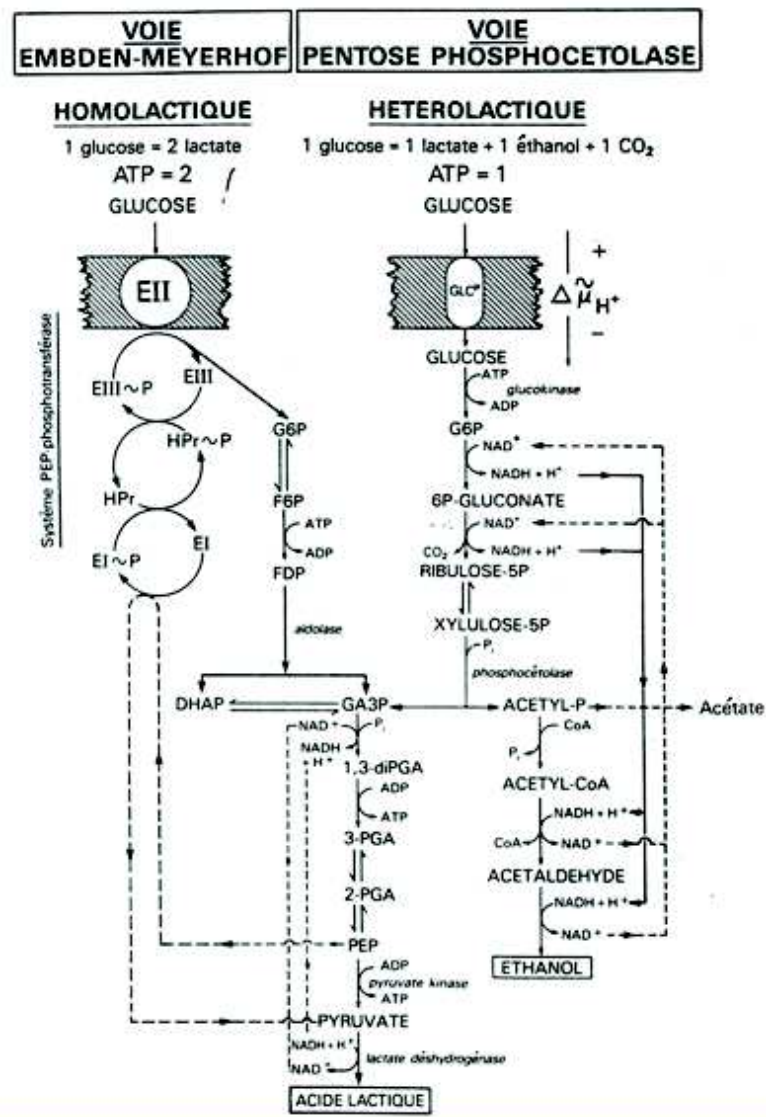 VOIE
EMBDEN-MEYERHOF
VOIE
PENTOSE PHOSPHOCETOLASE
HOMOLACTIQUE
1 glucose = 2 lactate
ATP = 2
GLUCOSE
HETEROLACTIQUE
1 glucose = 1 lactate + 1 éthanol + 1 CO₂
ATP = 1
GLUCOSE
EII
GLCᴾ
+
Δ μ̃ H⁺
−
Système PEP-phosphotransférase
EIII~P
EIII
HPr~P
HPr
EI~P
EI
G6P
F6P
ATP
ADP
FDP
aldolase
GLUCOSE
ATP
glucokinase
ADP
G6P
NAD⁺
NADH + H⁺
6P-GLUCONATE
NAD⁺
CO₂
NADH + H⁺
RIBULOSE-5P
XYLULOSE-5P
Pᵢ
phosphocétolase
DHAP
GA3P
ACETYL-P
Acétate
NAD⁺
Pᵢ
NADH
H⁺
1,3-diPGA
ADP
ATP
3-PGA
2-PGA
PEP
ADP
pyruvate kinase
ATP
PYRUVATE
NADH + H⁺
lactate déshydrogénase
NAD⁺
ACIDE LACTIQUE
CoA
Pᵢ
ACETYL-CoA
NADH + H⁺
CoA
NAD⁺
ACETALDEHYDE
NADH + H⁺
NAD⁺
ETHANOL